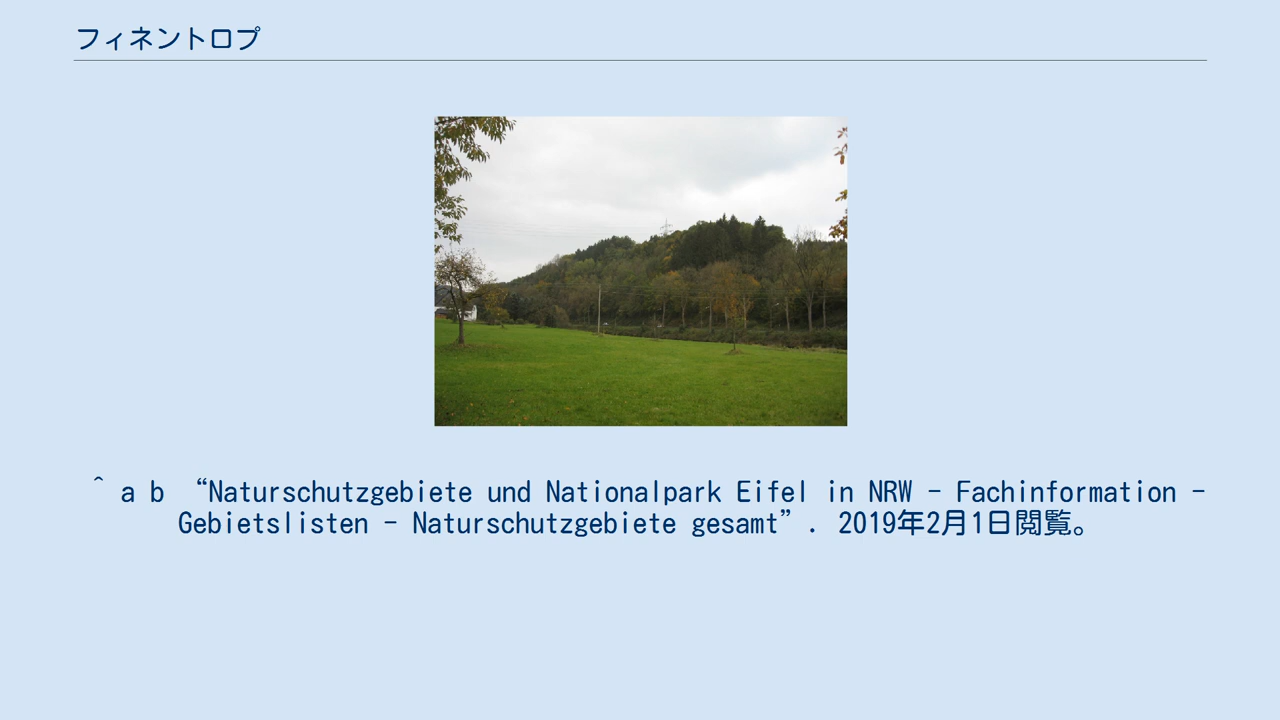 フィネントロプ
^ a b “Naturschutzgebiete und Nationalpark Eifel in NRW - Fachinformation -
Gebietslisten - Naturschutzgebiete gesamt”. 2019年2月1日閲覧。